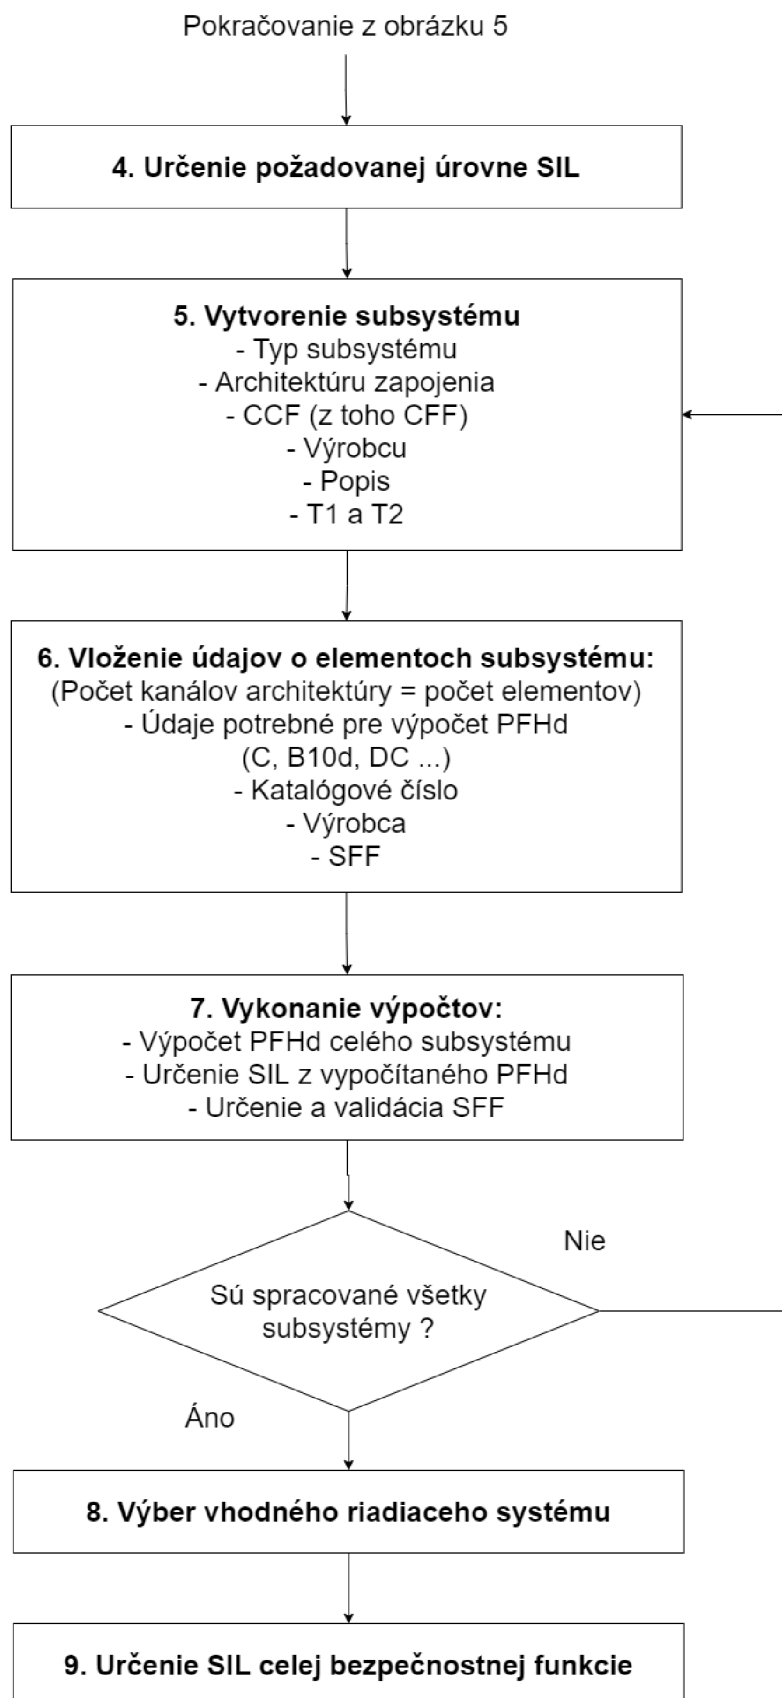 Pokračovanie z obrázku 5
4. Určenie požadovanej úrovne SIL
5. Vytvorenie subsystému
- Typ subsystému
- Architektúru zapojenia
- CCF (z toho CFF)
- Výrobcu
- Popis
- T1 a T2
6. Vloženie údajov o elementoch subsystému:
(Počet kanálov architektúry = počet elementov)
- Údaje potrebné pre výpočet PFHd
(C, B10d, DC ...)
- Katalógové číslo
- Výrobca
- SFF
7. Vykonanie výpočtov:
- Výpočet PFHd celého subsystému
- Určenie SIL z vypočítaného PFHd
- Určenie a validácia SFF
Nie
Sú spracované všetky
subsystémy ?
Áno
8. Výber vhodného riadiaceho systému
9. Určenie SIL celej bezpečnostnej funkcie